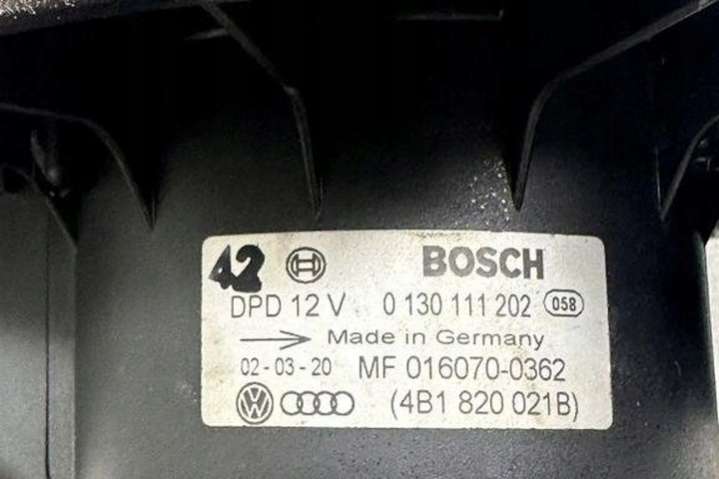 42 BOSCH
DPD 12 V 0 130 111 202 058
Made in Germany
02 - 03 - 20 MF 016070-0362
(4B1 820 021B)